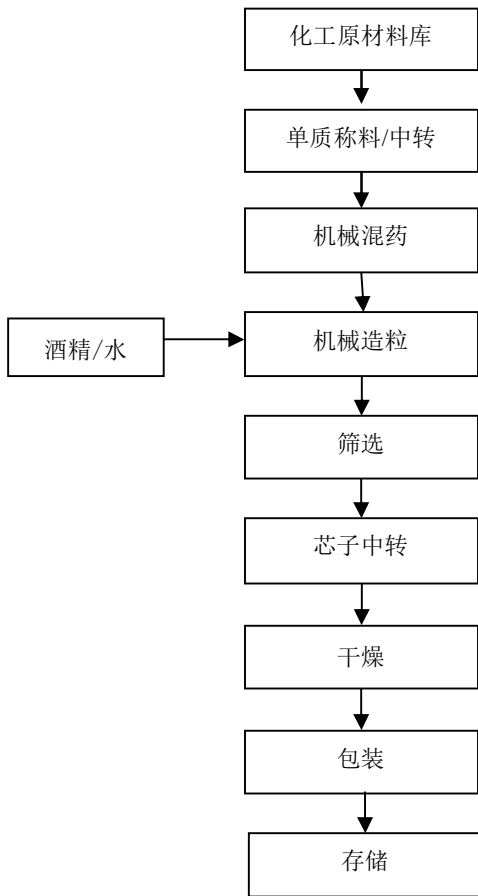 化工原材料库
单质称料/中转
机械混药
酒精/水
机械造粒
筛选
芯子中转
干燥
包装
存储